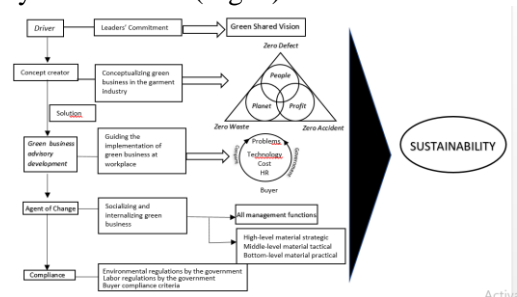 Driver
Leaders' Commitment
Green Shared Vision
Zero Defect
Concept creator
Conceptualizing green
business in the garment
industry
People
Planet
Profit
Zero Waste
Zero Accident
Solution
Green business
advisory
development
Guiding the
implementation of
green business at
workplace
Problems
Technology
Cost
HR
Government
Buyer
SUSTAINABILITY
Agent of Change
Socializing and
internalizing green
business
All management functions
High-level material strategic
Middle-level material tactical
Bottom-level material practical
Compliance
Environmental regulations by the government
Labor regulations by the government
Buyer compliance criteria